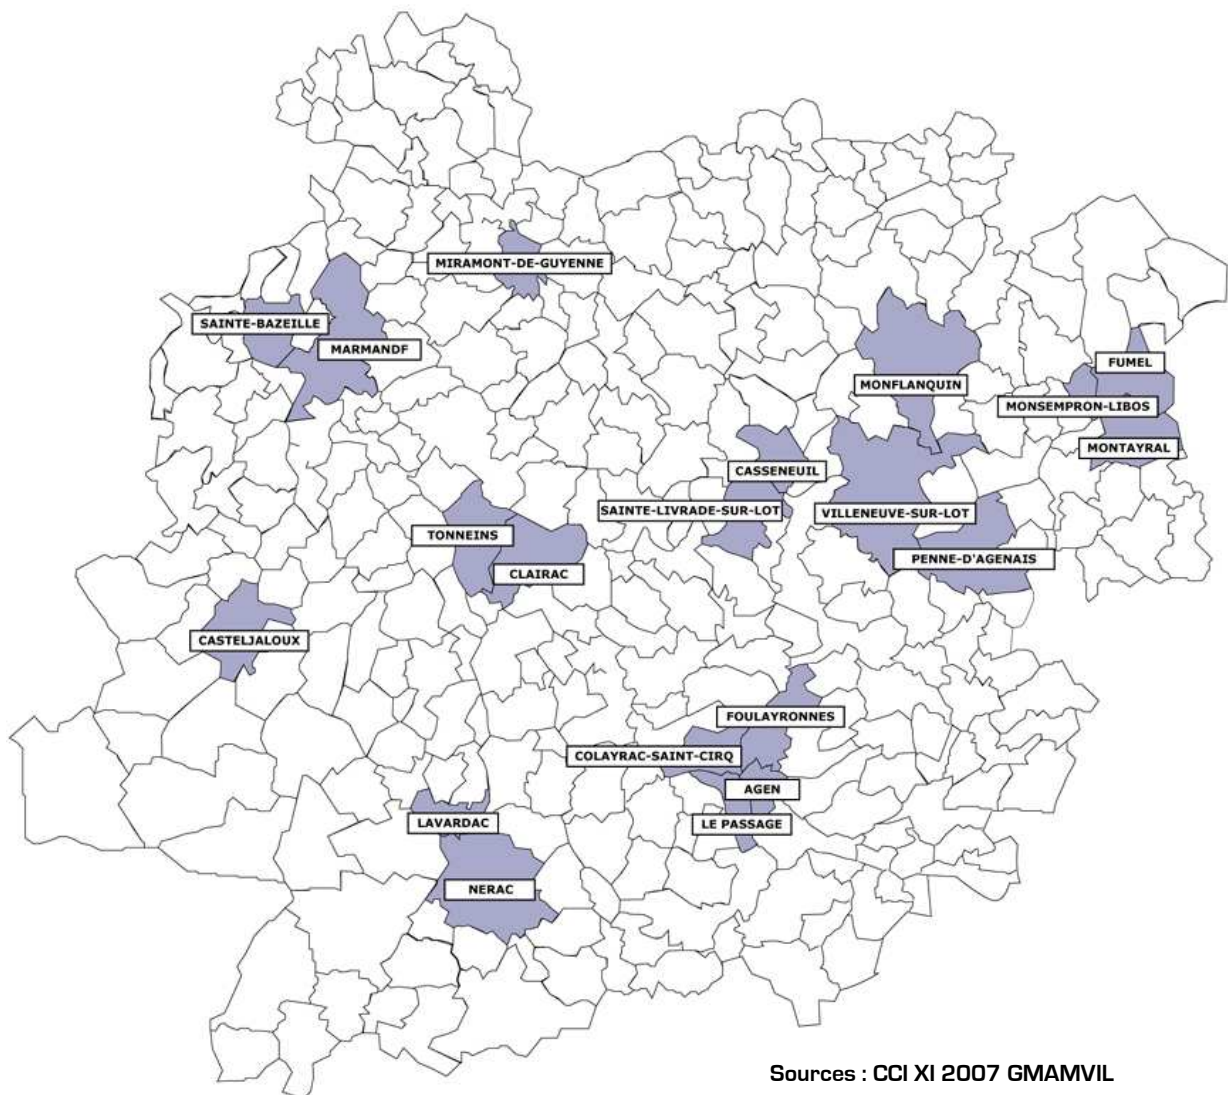 MIRAMONT-DE-GUYENNE
SAINTE-BAZEILLE
MARMANDF
FUMEL
MONFLANQUIN
MONSEMPRON-LIBOS
MONTAYRAL
CASSENEUIL
SAINTE-LIVRADE-SUR-LOT
VILLENEUVE-SUR-LOT
TONNEINS
PENNE-D'AGENAIS
CLAIRAC
CASTELJALOUX
FOULAYRONNES
COLAYRAC-SAINT-CIRQ
AGEN
LAVARDAC
LE PASSAGE
NERAC
Sources : CCI XI 2007 GMAMVIL